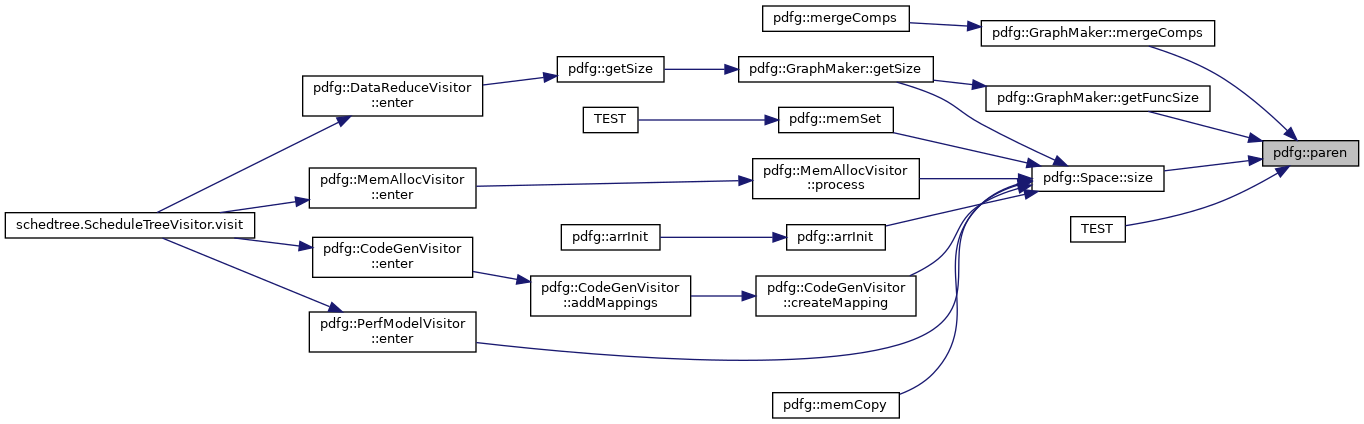 pdfg::mergeComps
pdfg::GraphMaker::mergeComps
pdfg::getSize
pdfg::GraphMaker::getSize
pdfg::DataReduceVisitor
::enter
pdfg::GraphMaker::getFuncSize
TEST
pdfg::memSet
pdfg::paren
pdfg::MemAllocVisitor
::process
pdfg::Space::size
pdfg::MemAllocVisitor
::enter
schedtree.ScheduleTreeVisitor.visit
TEST
pdfg::arrInit
pdfg::arrInit
pdfg::CodeGenVisitor
::enter
pdfg::CodeGenVisitor
::addMappings
pdfg::CodeGenVisitor
::createMapping
pdfg::PerfModelVisitor
::enter
pdfg::memCopy